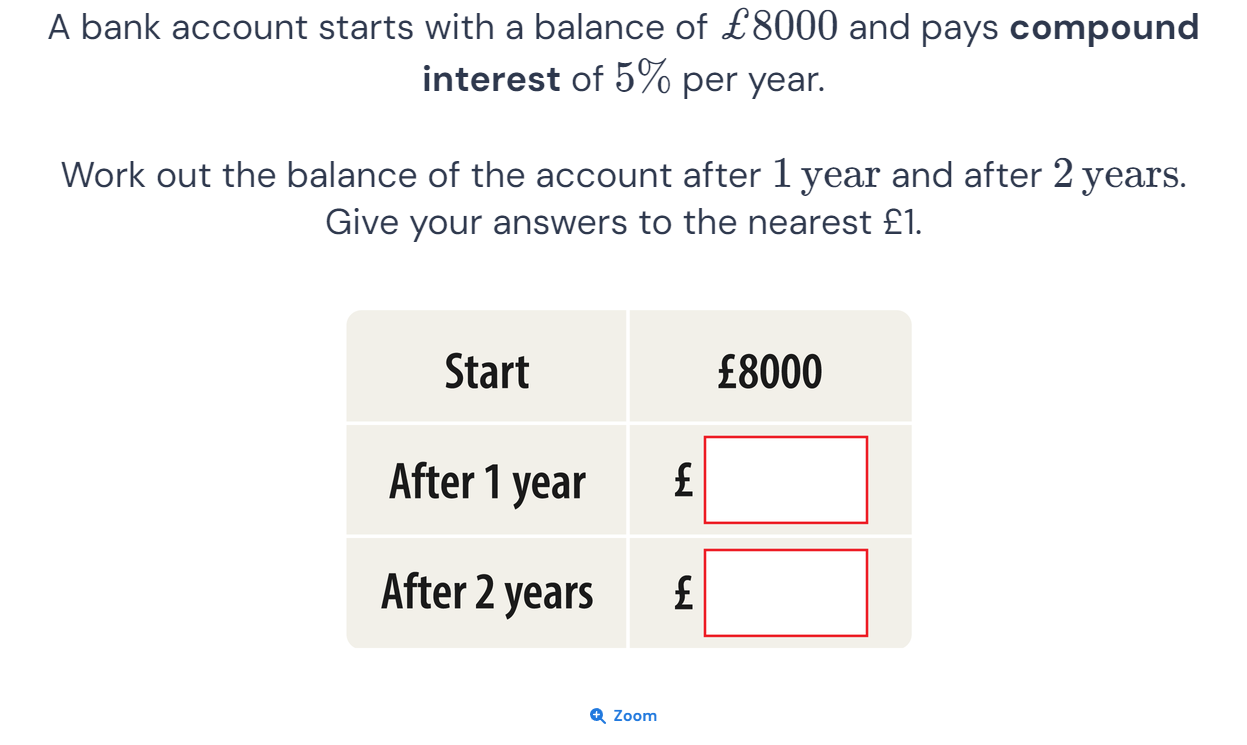 A bank account starts with a balance of £8000 and pays compound
interest of 5% per year.
Work out the balance of the account after 1 year and after 2 years.
Give your answers to the nearest £1.
Start £8000
After 1 year £
After 2 years £
Zoom